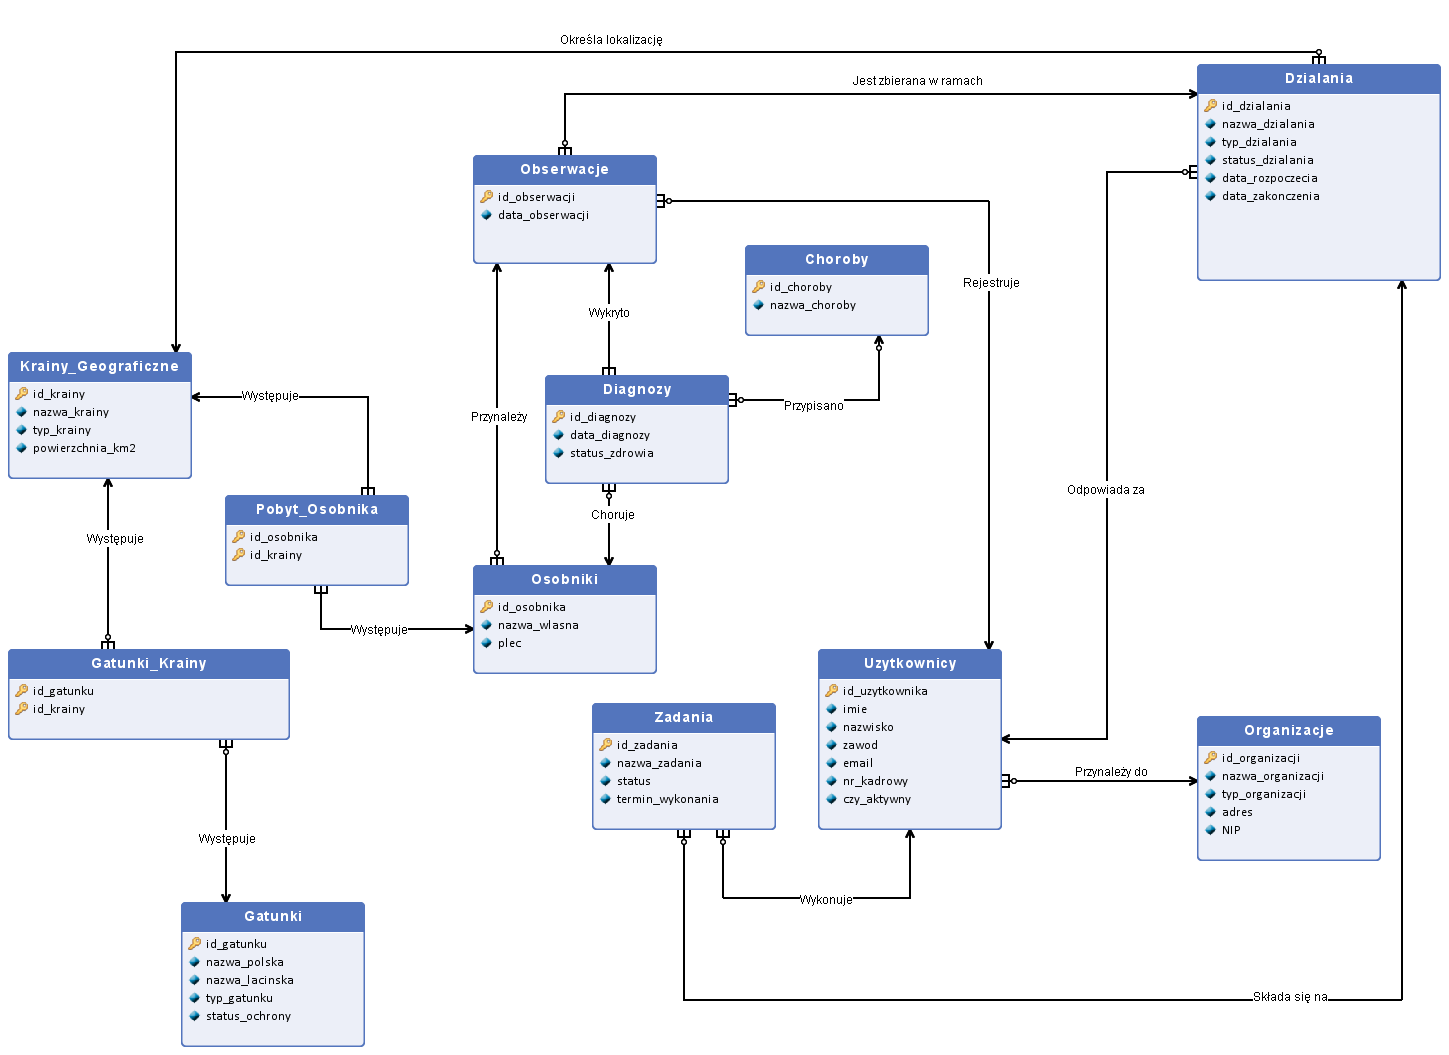 Określa lokalizację
Jest zbierana w ramach
Dzialania
id_dzialania
nazwa_dzialania
typ_dzialania
status_dzialania
data_rozpoczecia
data_zakonczenia
Obserwacje
id_obserwacji
data_obserwacji
Choroby
id_choroby
nazwa_choroby
Rejestruje
Wykryto
Krainy_Geograficzne
id_krainy
nazwa_krainy
typ_krainy
powierzchnia_km2
Występuje
Przynależy
Diagnozy
id_diagnozy
data_diagnozy
status_zdrowia
Przypisano
Odpowiada za
Pobyt_Osobnika
id_osobnika
id_krainy
Choruje
Występuje
Osobniki
id_osobnika
nazwa_wlasna
plec
Występuje
Gatunki_Krainy
id_gatunku
id_krainy
Uzytkownicy
id_uzytkownika
imie
nazwisko
zawod
email
nr_kadrowy
czy_aktywny
Zadania
id_zadania
nazwa_zadania
status
termin_wykonania
Przynależy do
Organizacje
id_organizacji
nazwa_organizacji
typ_organizacji
adres
NIP
Występuje
Wykonuje
Gatunki
id_gatunku
nazwa_polska
nazwa_lacinska
typ_gatunku
status_ochrony
Składa się na